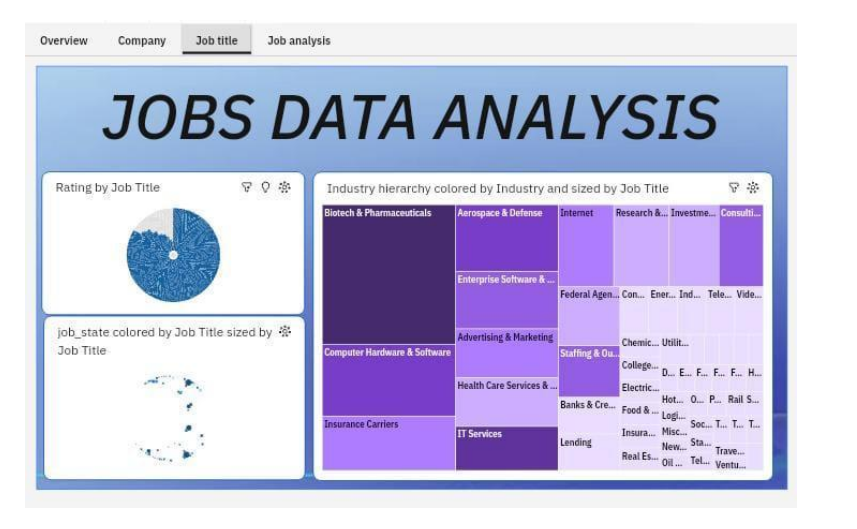 Overview Company Job title Job analysis
JOBS DATA ANALYSIS
Rating by Job Title
job_state colored by Job Title sized by
Job Title
Industry hierarchy colored by Industry and sized by Job Title
Biotech & Pharmaceuticals
Computer Hardware & Software
Insurance Carriers
Aerospace & Defense
Enterprise Software & ...
Advertising & Marketing
Health Care Services & ...
IT Services
Internet
Research &...
Investme...
Consulti...
Federal Agen...
Staffing & Ou...
Banks & Cre...
Lending
Con... Ener... Ind... Tele... Vide...
Chemic... Utilit...
College...
D... E... F... F... F... H...
Electric...
Hot... O... P... Rail S...
Food & ...
Logi...
Soc... T... T... T...
Insura... Misc...
New... Sta...
Trave...
Real Es... Oil ... Tel... Ventu...